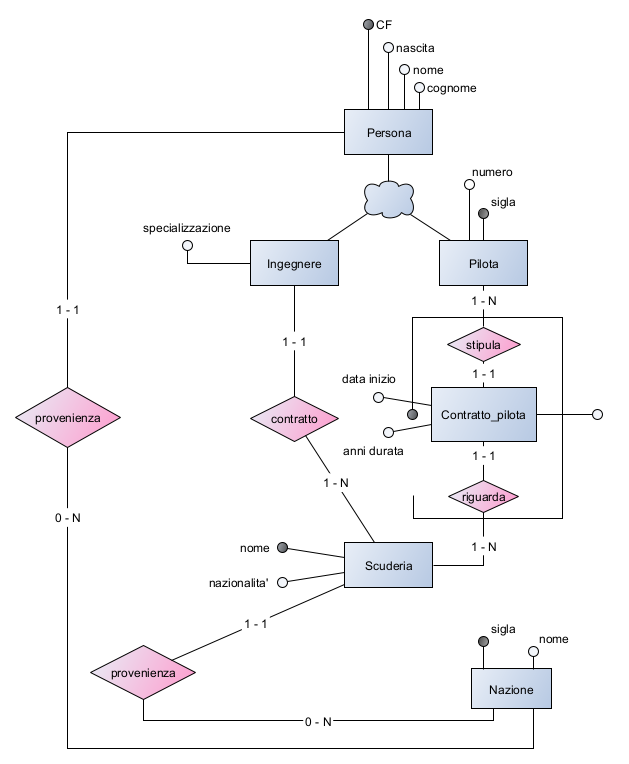 CF
nascita
nome
cognome
Persona
numero
sigla
specializzazione
Ingegnere
Pilota
1 - N
1 - 1
1 - 1
stipula
1 - 1
data inizio
provenienza
contratto
Contratto_pilota
anni durata
1 - 1
1 - N
riguarda
0 - N
nome
1 - N
Scuderia
nazionalita'
1 - 1
sigla
nome
provenienza
Nazione
0 - N